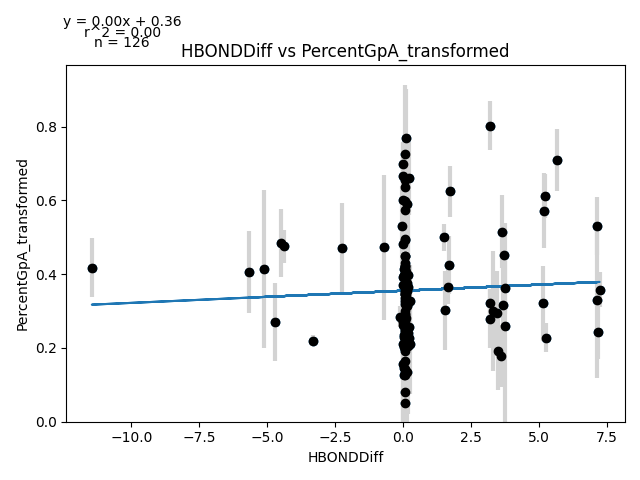 y = 0.00x + 0.36
r^2 = 0.00
n = 126
HBONDDiff vs PercentGpA_transformed
PercentGpA_transformed
0.8
0.6
0.4
0.2
0.0
−10.0
−7.5
−5.0
−2.5
0.0
2.5
5.0
7.5
HBONDDiff